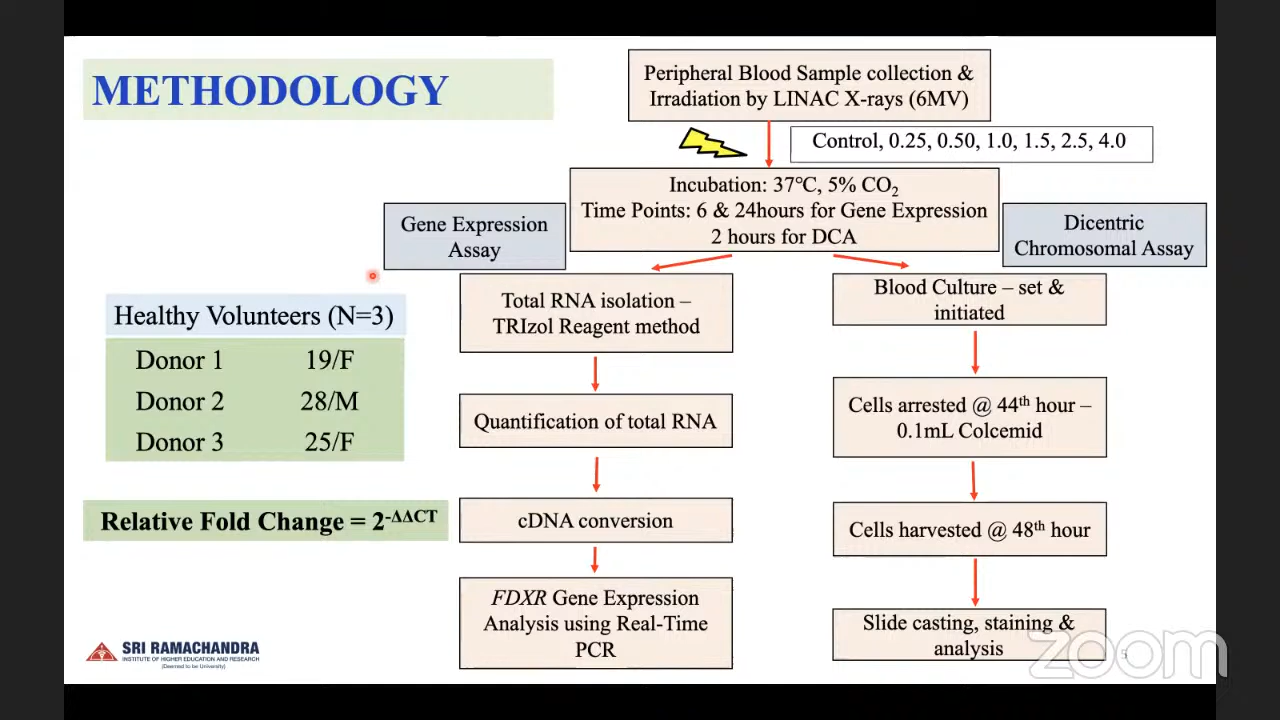 METHODOLOGY
Peripheral Blood Sample collection &
Irradiation by LINAC X-rays (6MV)
Control, 0.25, 0.50, 1.0, 1.5, 2.5, 4.0
Incubation: 37℃, 5% CO₂
Time Points: 6 & 24hours for Gene Expression
2 hours for DCA
Gene Expression
Assay
Dicentric
Chromosomal Assay
Total RNA isolation –
TRIzol Reagent method
Quantification of total RNA
cDNA conversion
FDXR Gene Expression
Analysis using Real-Time
PCR
Blood Culture – set &
initiated
Cells arrested @ 44th hour –
0.1mL Colcemid
Cells harvested @ 48th hour
Slide casting, staining &
analysis
Healthy Volunteers (N=3)
Donor 1 19/F
Donor 2 28/M
Donor 3 25/F
Relative Fold Change = 2-ΔΔCT
SRI RAMACHANDRA
INSTITUTE OF HIGHER EDUCATION AND RESEARCH
(Deemed to be University)
zoom
5